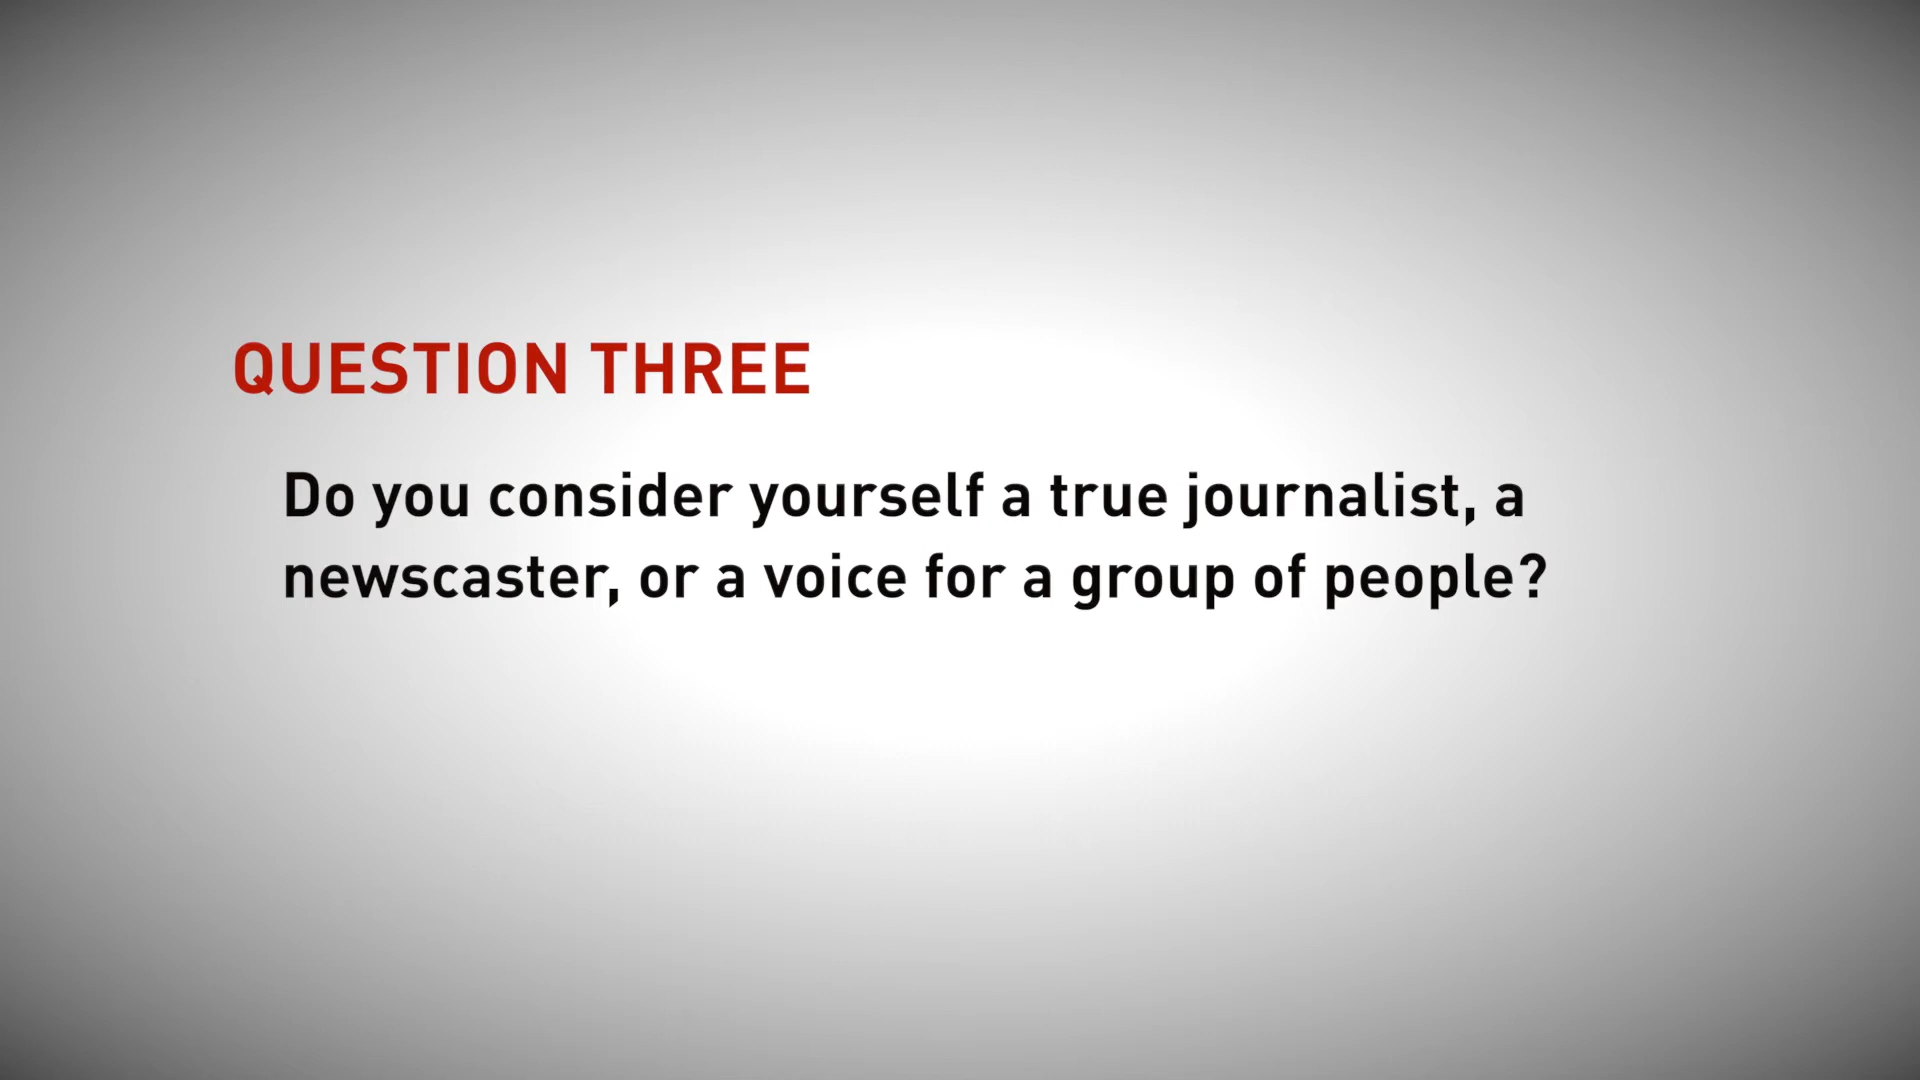 QUESTION THREE
Do you consider yourself a true journalist, a
newscaster, or a voice for a group of people?